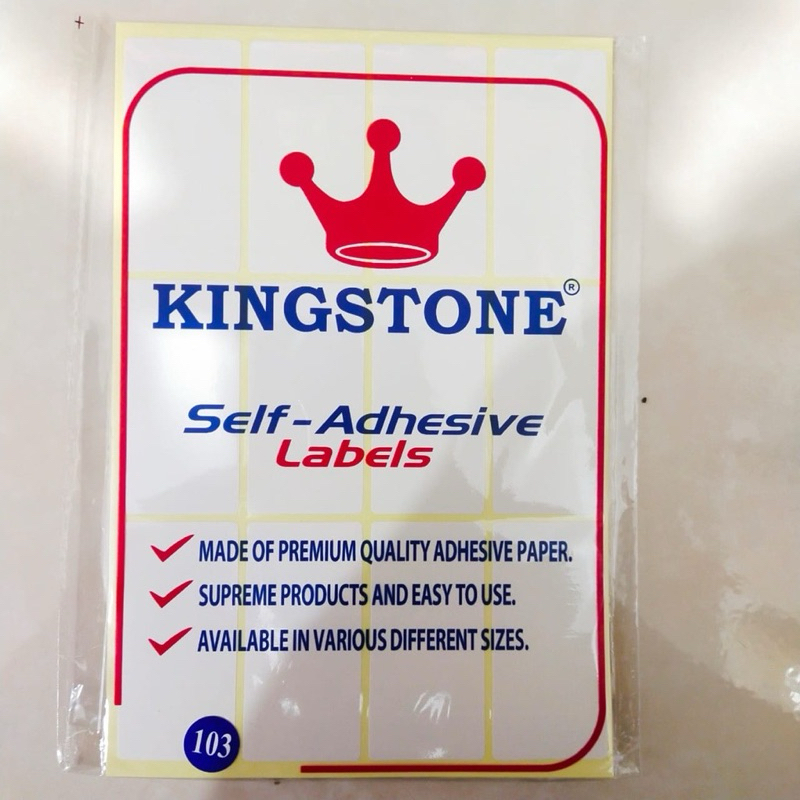 KINGSTONE®
Self-Adhesive
Labels
MADE OF PREMIUM QUALITY ADHESIVE PAPER.
SUPREME PRODUCTS AND EASY TO USE.
AVAILABLE IN VARIOUS DIFFERENT SIZES.
103